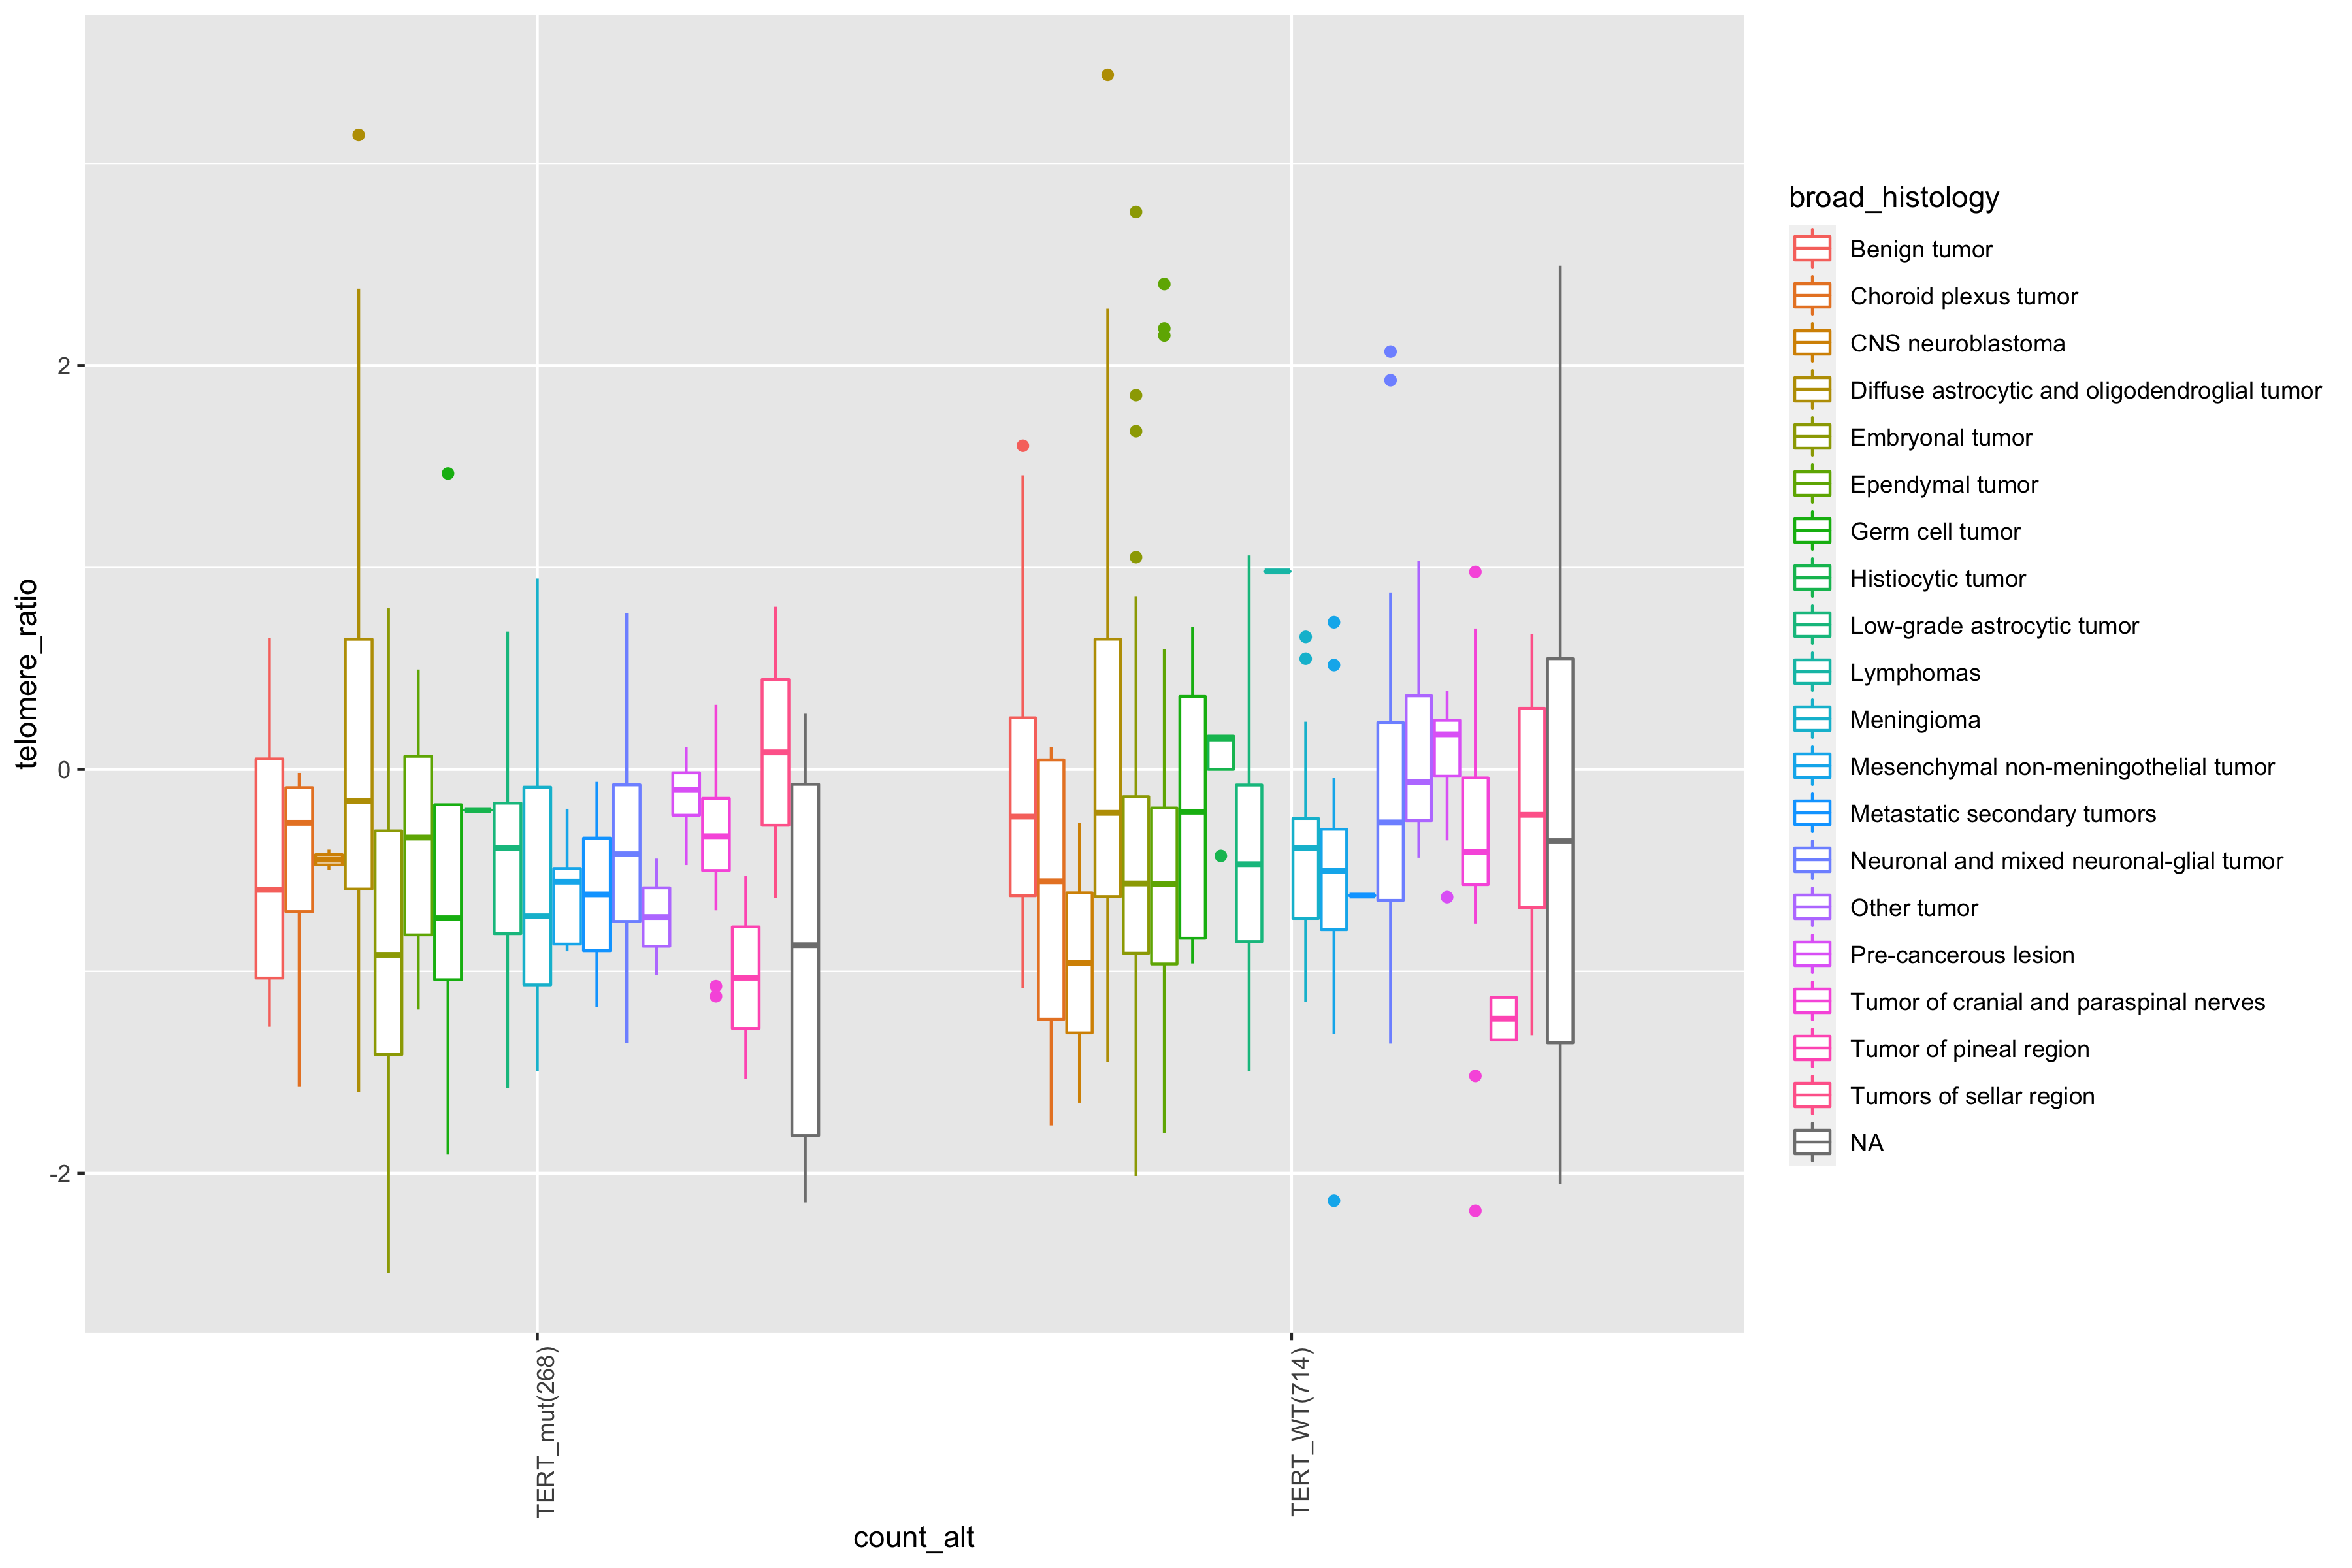 telomere_ratio
2
0
-2
TERT_mut(268)
TERT_WT(714)
count_alt
broad_histology
Benign tumor
Choroid plexus tumor
CNS neuroblastoma
Diffuse astrocytic and oligodendroglial tumor
Embryonal tumor
Ependymal tumor
Germ cell tumor
Histiocytic tumor
Low-grade astrocytic tumor
Lymphomas
Meningioma
Mesenchymal non-meningothelial tumor
Metastatic secondary tumors
Neuronal and mixed neuronal-glial tumor
Other tumor
Pre-cancerous lesion
Tumor of cranial and paraspinal nerves
Tumor of pineal region
Tumors of sellar region
NA